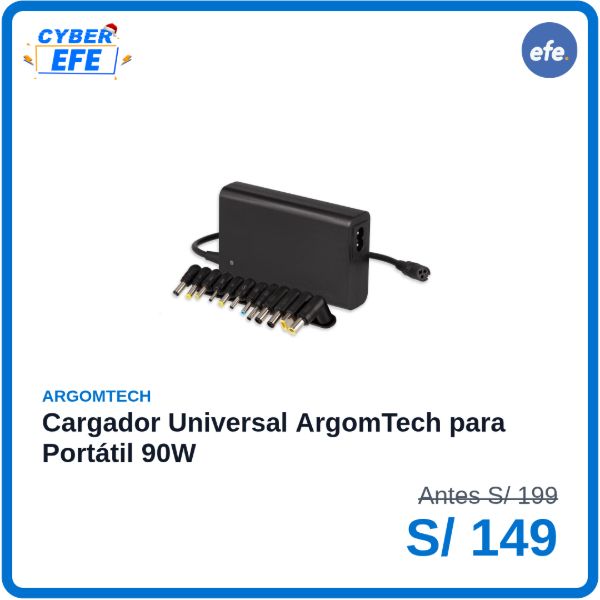 CYBER
EFE
efe.
ARGOMTECH
Cargador Universal ArgomTech para
Portátil 90W
Antes S/ 199
S/ 149